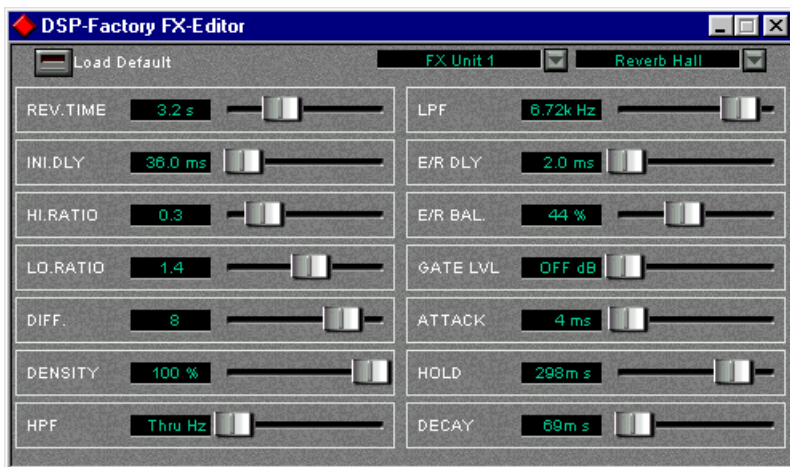 DSP-Factory FX-Editor
Load Default
FX Unit 1
Reverb Hall
REV.TIME 3.2 s
LPF 6.72k Hz
INI.DLY 36.0 ms
E/R DLY 2.0 ms
HI.RATIO 0.3
E/R BAL. 44 %
LO.RATIO 1.4
GATE LVL OFF dB
DIFF. 8
ATTACK 4 ms
DENSITY 100 %
HOLD 298m s
HPF Thru Hz
DECAY 69m s